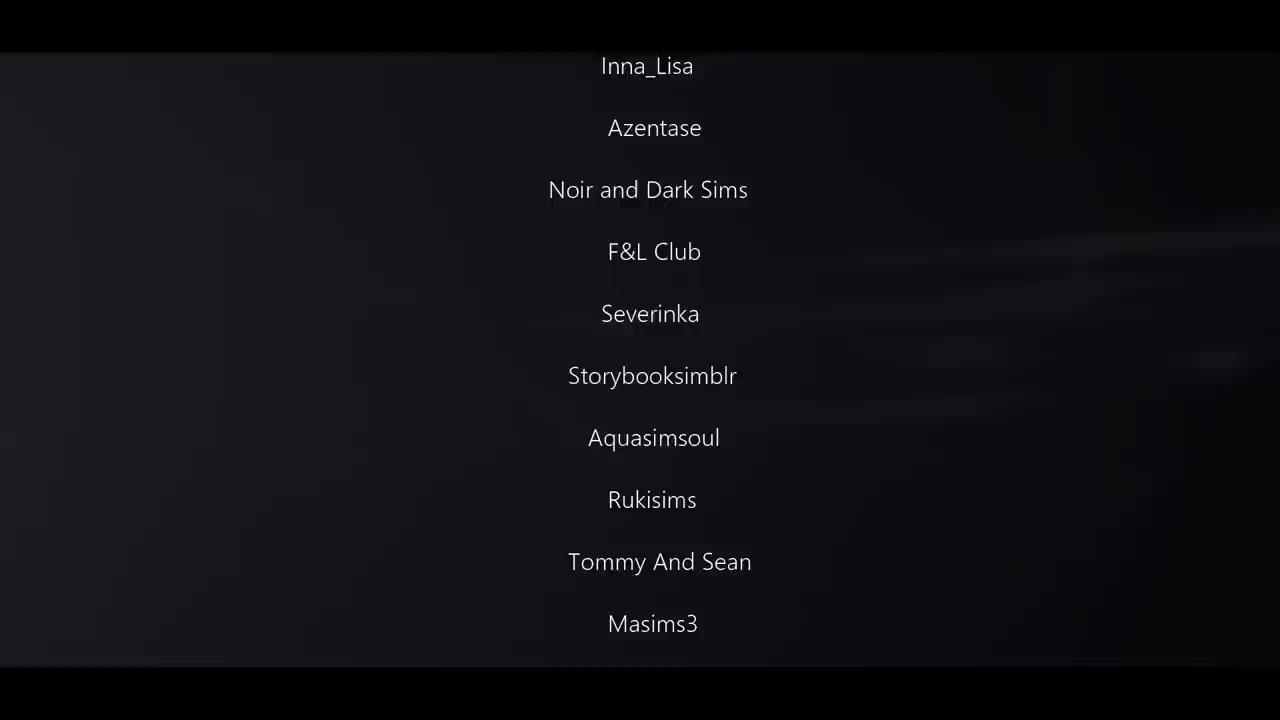 Inna_Lisa
Azentase
Noir and Dark Sims
F&L Club
Severinka
Storybooksimblr
Aquasimsoul
Rukisims
Tommy And Sean
Masims3